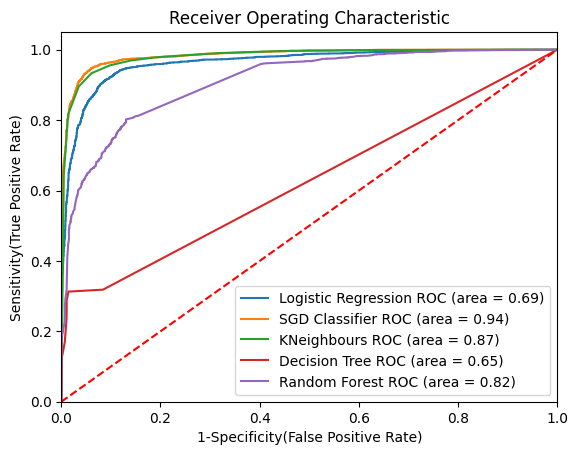 Receiver Operating Characteristic
Sensitivity(True Positive Rate)
1.0
0.8
0.6
0.4
0.2
0.0
Logistic Regression ROC (area = 0.69)
SGD Classifier ROC (area = 0.94)
KNeighbours ROC (area = 0.87)
Decision Tree ROC (area = 0.65)
Random Forest ROC (area = 0.82)
0.0 0.2 0.4 0.6 0.8 1.0
1-Specificity(False Positive Rate)